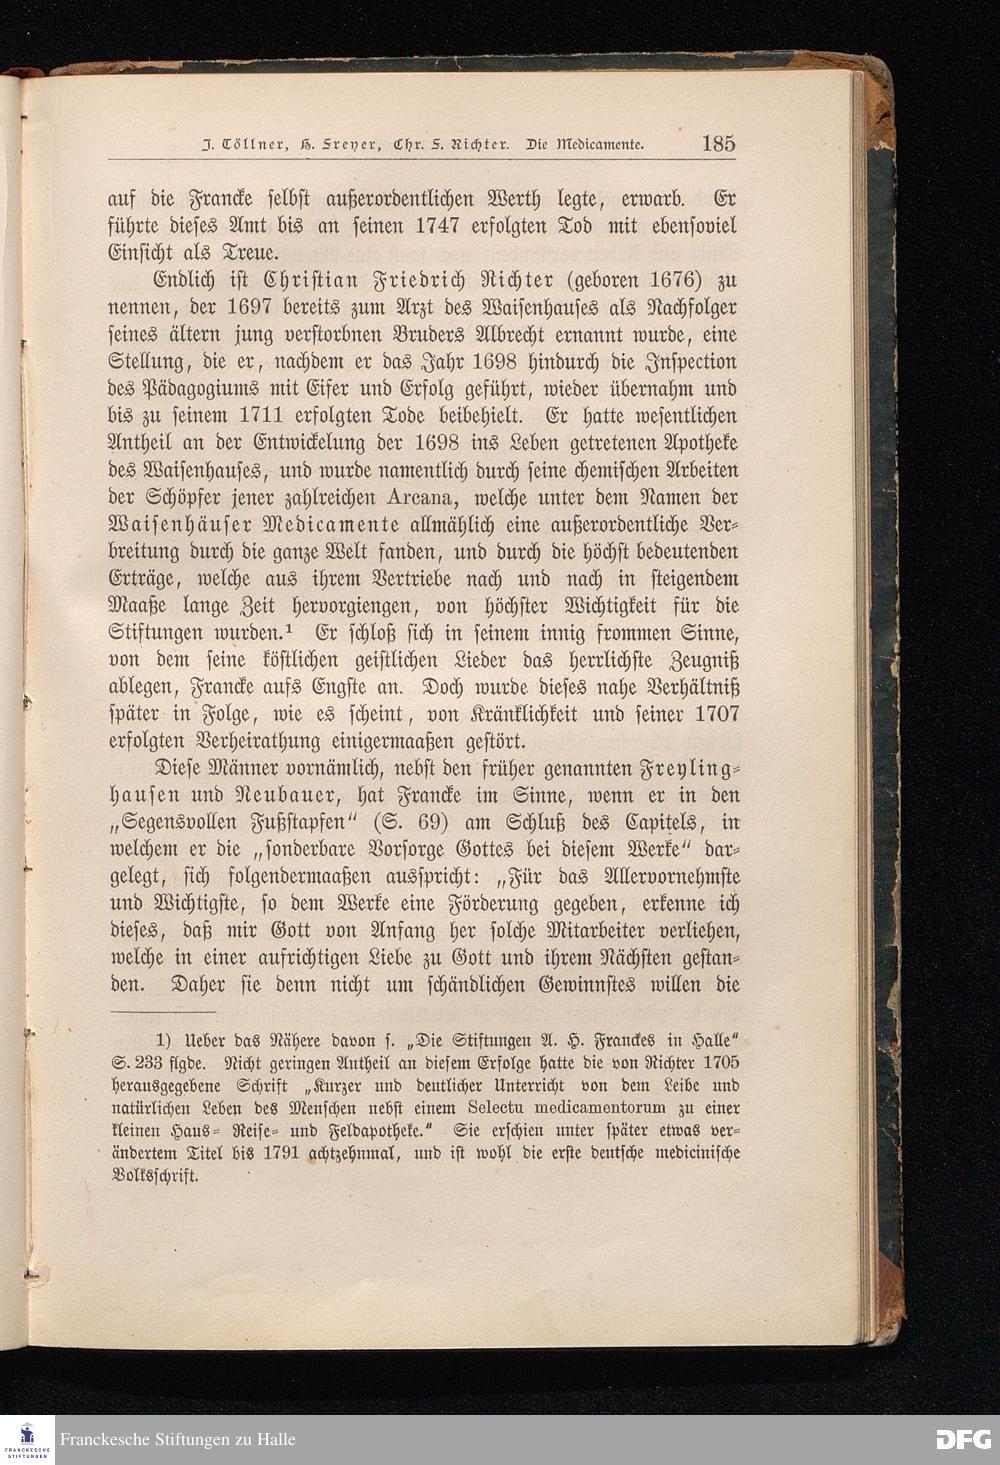 J. Töllner, H. Freyer, Chr. F. Richter. Die Medicamente. 185
auf die Francke selbst außerordentlichen Werth legte, erwarb. Er
führte dieses Amt bis an seinen 1747 erfolgten Tod mit ebensoviel
Einsicht als Treue.
Endlich ist Christian Friedrich Richter (geboren 1676) zu
nennen, der 1697 bereits zum Arzt des Waisenhauses als Nachfolger
seines ältern jung verstorbnen Bruders Albrecht ernannt wurde, eine
Stellung, die er, nachdem er das Jahr 1698 hindurch die Inspection
des Pädagogiums mit Eifer und Erfolg geführt, wieder übernahm und
bis zu seinem 1711 erfolgten Tode beibehielt. Er hatte wesentlichen
Antheil an der Entwickelung der 1698 ins Leben getretenen Apotheke
des Waisenhauses, und wurde namentlich durch seine chemischen Arbeiten
der Schöpfer jener zahlreichen Arcana, welche unter dem Namen der
Waisenhäuser Medicamente allmählich eine außerordentliche Ver-
breitung durch die ganze Welt fanden, und durch die höchst bedeutenden
Erträge, welche aus ihrem Vertriebe nach und nach in steigendem
Maaße lange Zeit hervorgiengen, von höchster Wichtigkeit für die
Stiftungen wurden.¹ Er schloß sich in seinem innig frommen Sinne,
von dem seine köstlichen geistlichen Lieder das herrlichste Zeugniß
ablegen, Francke aufs Engste an. Doch wurde dieses nahe Verhältniß
später in Folge, wie es scheint, von Kränklichkeit und seiner 1707
erfolgten Verheirathung einigermaaßen gestört.
Diese Männer vornämlich, nebst den früher genannten Freyling-
hausen und Neubauer, hat Francke im Sinne, wenn er in den
„Segensvollen Fußstapfen“ (S. 69) am Schluß des Capitels, in
welchem er die „sonderbare Vorsorge Gottes bei diesem Werke“ dar-
gelegt, sich folgendermaaßen ausspricht: „Für das Allervornehmste
und Wichtigste, so dem Werke eine Förderung gegeben, erkenne ich
dieses, daß mir Gott von Anfang her solche Mitarbeiter verliehen,
welche in einer aufrichtigen Liebe zu Gott und ihrem Nächsten gestan-
den. Daher sie denn nicht um schändlichen Gewinnstes willen die
1) Ueber das Nähere davon s. „Die Stiftungen A. H. Franckes in Halle“
S. 233 flgde. Nicht geringen Antheil an diesem Erfolge hatte die von Richter 1705
herausgegebene Schrift „Kurzer und deutlicher Unterricht von dem Leibe und
natürlichen Leben des Menschen nebst einem Selectu medicamentorum zu einer
kleinen Haus- Reise- und Feldapotheke.“ Sie erschien unter später etwas ver-
ändertem Titel bis 1791 achtzehnmal, und ist wohl die erste deutsche medicinische
Volksschrift.
FRANCKESCHE
STIFTUNGEN
Franckesche Stiftungen zu Halle
DFG